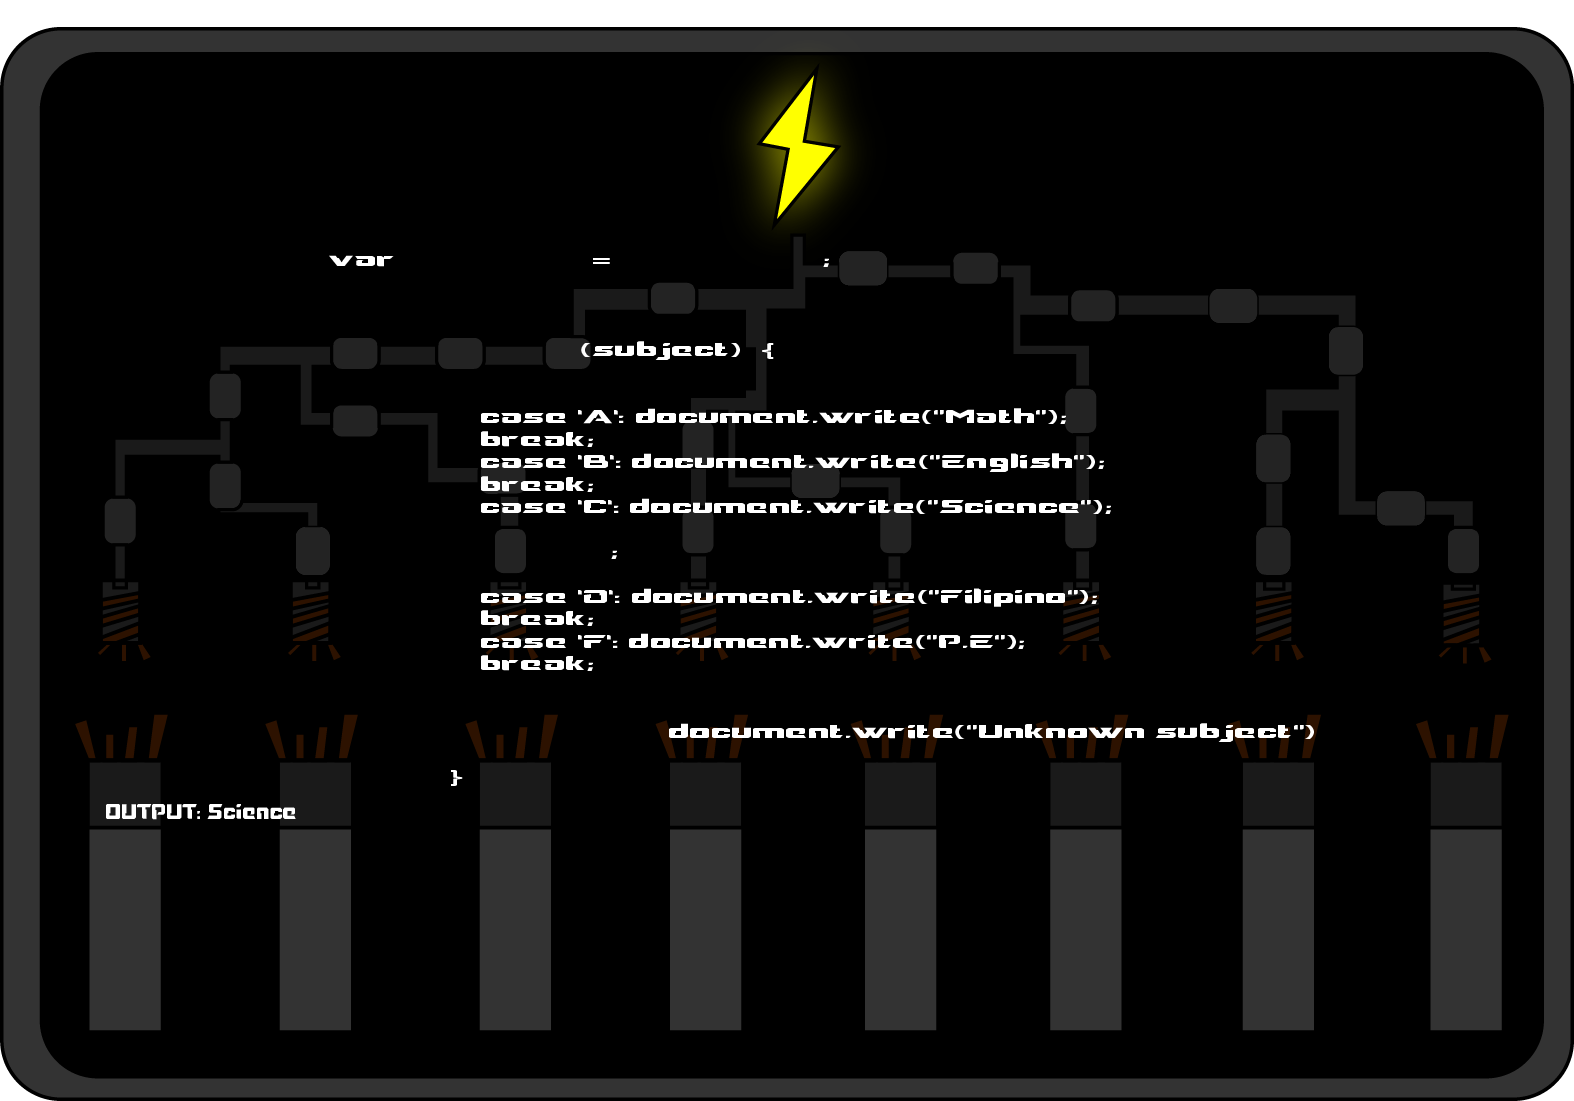 var = ;
(subject) {
case 'A': document.write("Math");
break;
case 'B': document.write("English");
break;
case 'C': document.write("Science");
;
case 'D': document.write("Filipino");
break;
case 'F': document.write("P.E");
break;
document.write("Unknown subject")
}
OUTPUT: Science